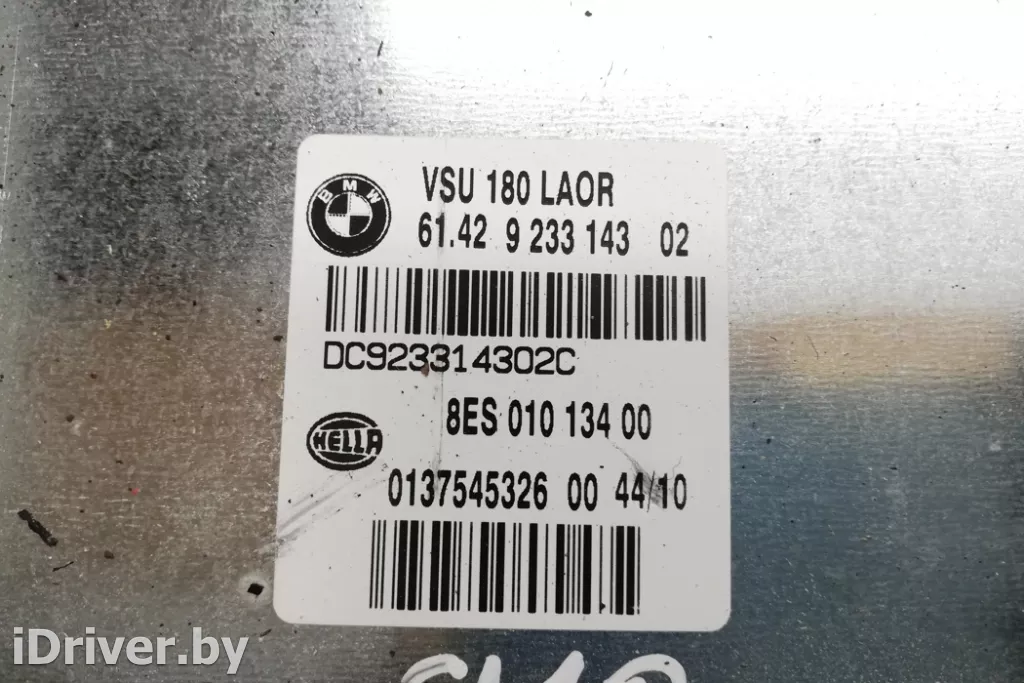 BMW
VSU 180 LAOR
61.42 9 233 143 02
DC923314302C
8ES 010 134 00
HELLA
0137545326 00 44/10
iDriver.by